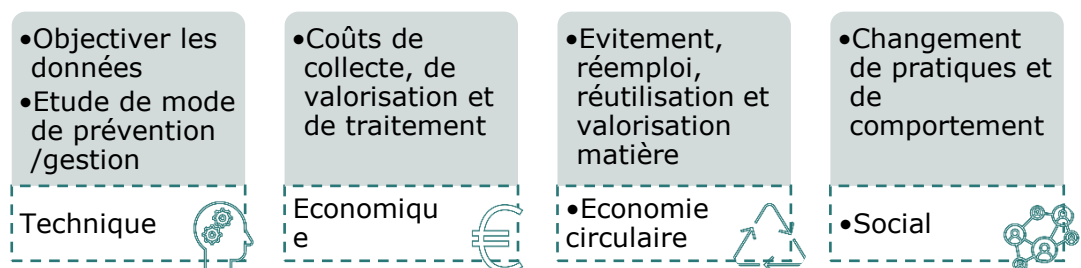 •Objectiver les
données
•Etude de mode
de prévention
/gestion
Technique
•Coûts de
collecte, de
valorisation et
de traitement
Economiqu
e
•Evitement,
réemploi,
réutilisation et
valorisation
matière
•Economie
circulaire
•Changement
de pratiques et
de
comportement
•Social